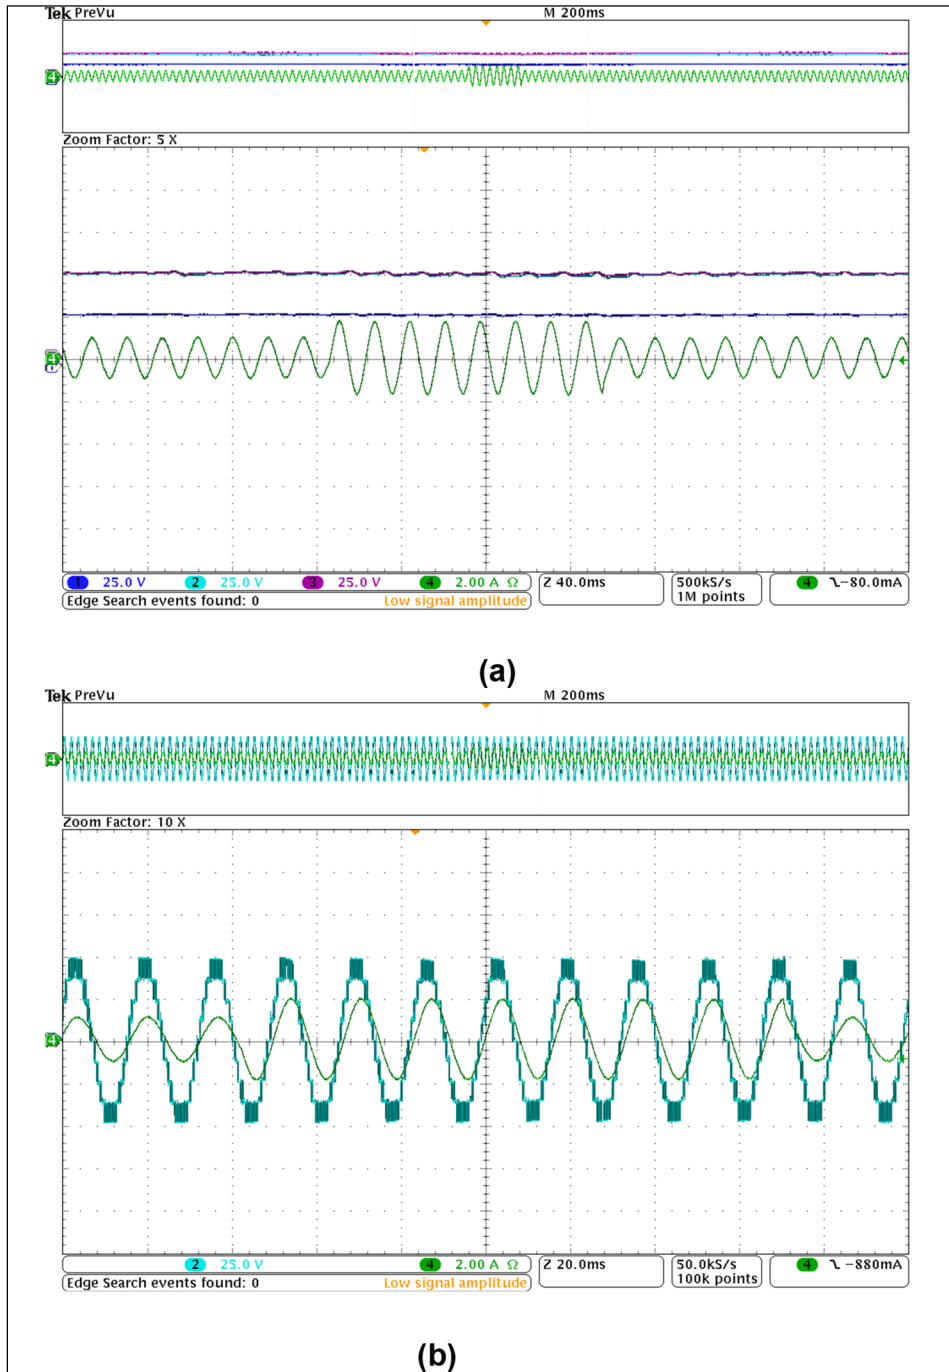 Tek PreVu M 200ms
4
Zoom Factor: 5 X
4
1 25.0 V 2 25.0 V 3 25.0 V 4 2.00 A Ω Z 40.0ms 500kS/s 4 -80.0mA
1M points
Edge Search events found: 0 Low signal amplitude
(a)
Tek PreVu M 200ms
4
Zoom Factor: 10 X
4
2 25.0 V 4 2.00 A Ω Z 20.0ms 50.0kS/s 4 -880mA
100k points
Edge Search events found: 0 Low signal amplitude
(b)